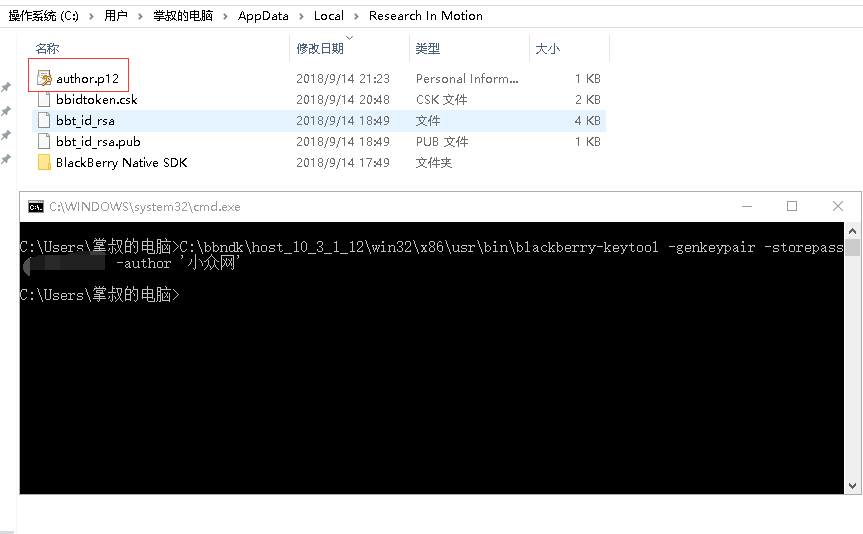 操作系统 (C:) › 用户 › 掌叔的电脑 › AppData › Local › Research In Motion
名称 修改日期 类型 大小
author.p12 2018/9/14 21:23 Personal Inform... 1 KB
bbidtoken.csk 2018/9/14 20:48 CSK 文件 2 KB
bbt_id_rsa 2018/9/14 18:49 文件 4 KB
bbt_id_rsa.pub 2018/9/14 18:49 PUB 文件 1 KB
BlackBerry Native SDK 2018/9/14 17:49 文件夹
C:\WINDOWS\system32\cmd.exe
C:\Users\掌叔的电脑>C:\bbndk\host_10_3_1_12\win32\x86\usr\bin\blackberry-keytool -genkeypair -storepass
-author '小众网'
C:\Users\掌叔的电脑>